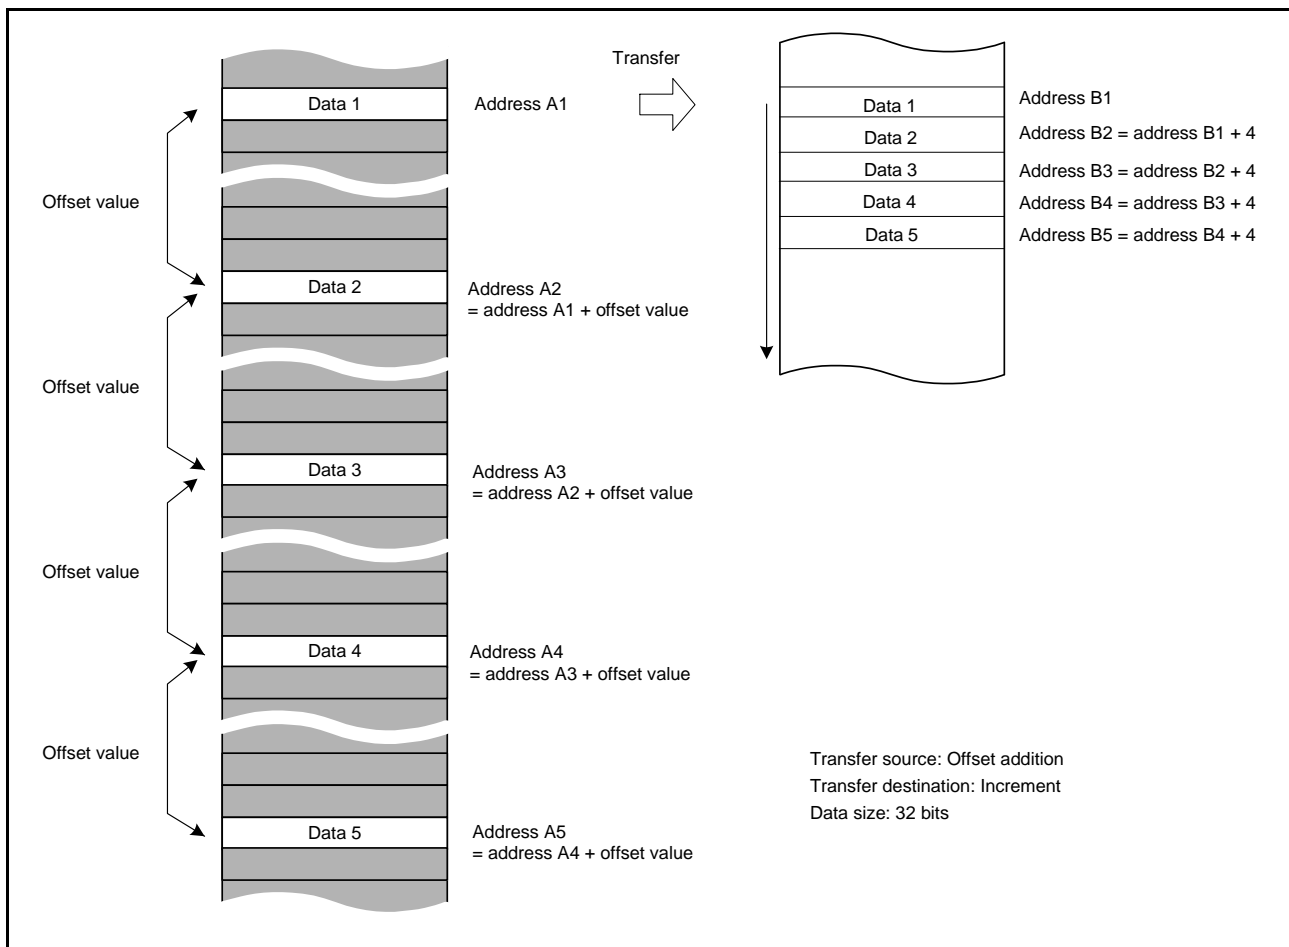 Transfer
Data 1
Address A1
Data 1
Address B1
Data 2
Address B2 = address B1 + 4
Data 3
Address B3 = address B2 + 4
Data 4
Address B4 = address B3 + 4
Data 5
Address B5 = address B4 + 4
Offset value
Data 2
Address A2
= address A1 + offset value
Offset value
Data 3
Address A3
= address A2 + offset value
Offset value
Data 4
Address A4
= address A3 + offset value
Offset value
Data 5
Address A5
= address A4 + offset value
Transfer source: Offset addition
Transfer destination: Increment
Data size: 32 bits